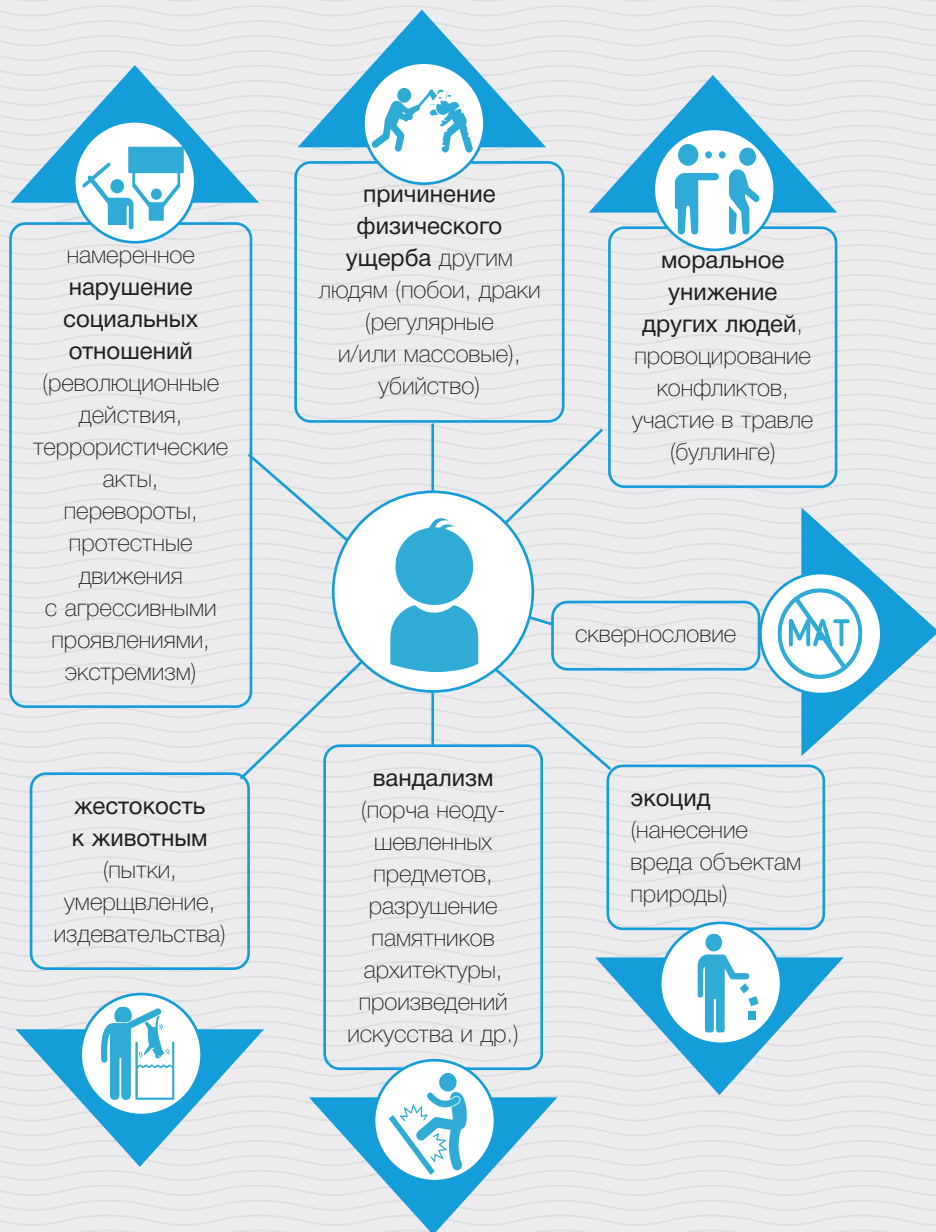 намеренное
нарушение
социальных
отношений
(революционные
действия,
террористические
акты,
перевороты,
протестные
движения
с агрессивными
проявлениями,
экстремизм)
причинение
физического
ущерба другим
людям (побои, драки
(регулярные
и/или массовые),
убийство)
моральное
унижение
других людей,
провоцирование
конфликтов,
участие в травле
(буллинге)
сквернословие
МАТ
жестокость
к животным
(пытки,
умерщвление,
издевательства)
вандализм
(порча неоду-
шевленных
предметов,
разрушение
памятников
архитектуры,
произведений
искусства и др.)
экоцид
(нанесение
вреда объектам
природы)